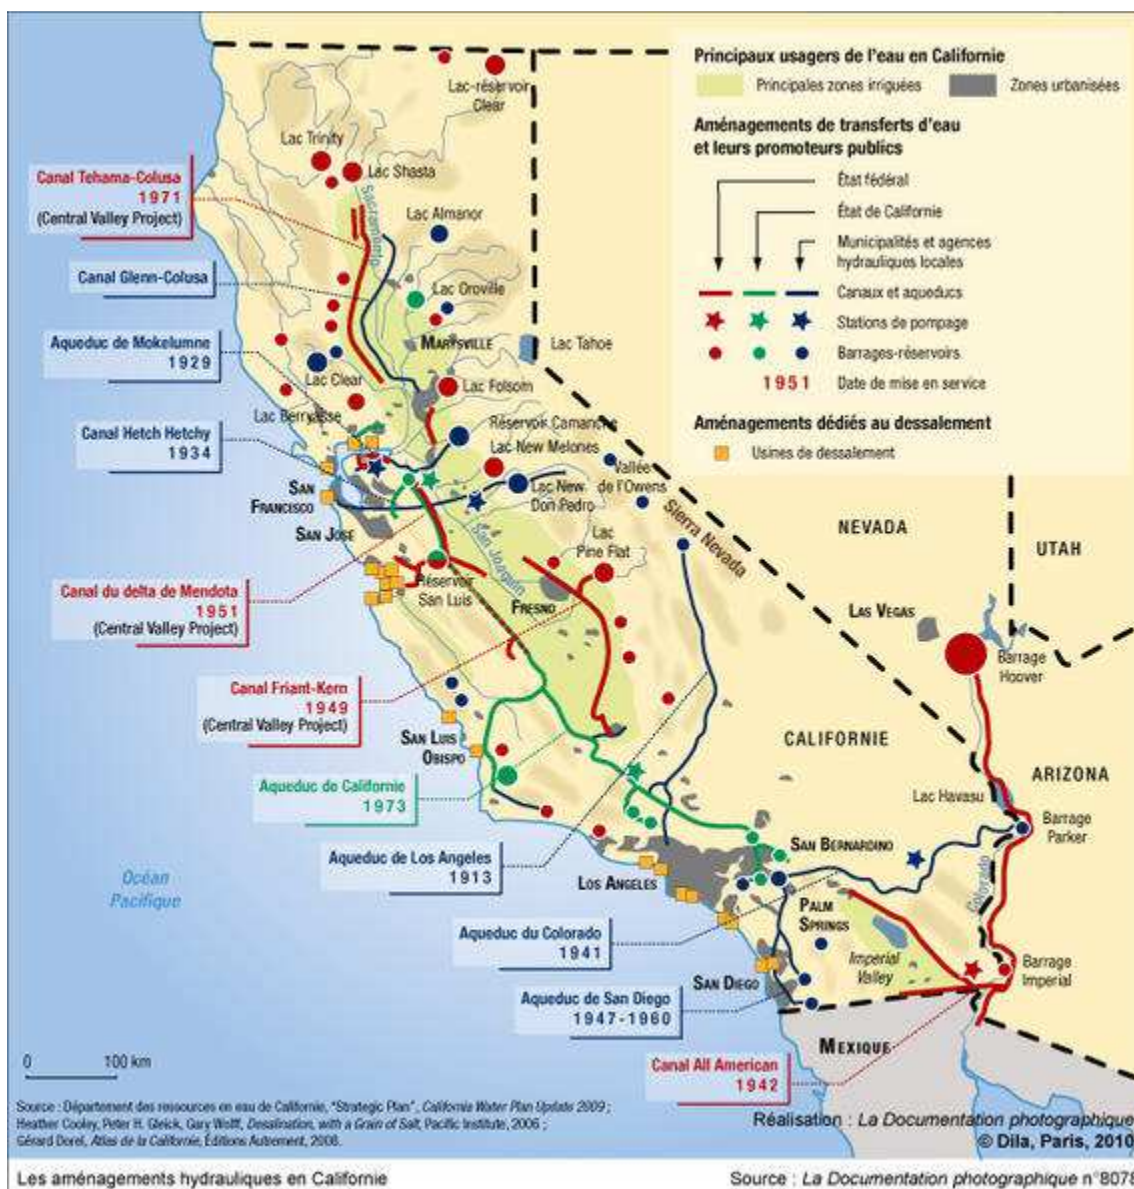 Principaux usagers de l'eau en Californie
Principales zones irriguées
Zones urbanisées
Aménagements de transferts d'eau
et leurs promoteurs publics
État fédéral
État de Californie
Municipalités et agences
hydrauliques locales
Canaux et aqueducs
Stations de pompage
Barrages-réservoirs
1951 Date de mise en service
Aménagements dédiés au dessalement
Usines de dessalement
Lac-réservoir
Clear
Lac Trinity
Lac Shasta
Canal Tehama-Colusa
1971
(Central Valley Project)
Sacramento
Lac Almanor
Canal Glenn-Colusa
Lac Oroville
Aqueduc de Mokelumne
1929
MARYSVILLE
Lac Tahoe
Lac Clear
Lac Folsom
Lac Berryesse
Canal Hetch Hetchy
1934
Réservoir Camanche
Lac New Melones
Vallée
de l'Owens
Lac New
Don Pedro
SAN
FRANCISCO
SAN JOSÉ
Sierra Nevada
NEVADA
UTAH
San Joaquin
Lac
Pine Flat
Canal du delta de Mendota
1951
(Central Valley Project)
Réservoir
San Luis
FRESNO
LAS VEGAS
Barrage
Hoover
Canal Friant-Kern
1949
(Central Valley Project)
SAN LUIS
OBISPO
CALIFORNIE
ARIZONA
Aqueduc de Californie
1973
Lac Havasu
Barrage
Parker
Aqueduc de Los Angeles
1913
SAN BERNARDINO
LOS ANGELES
Colorado
Océan
Pacifique
PALM
SPRINGS
Aqueduc du Colorado
1941
Imperial
Valley
Barrage
Imperial
SAN DIEGO
Aqueduc de San Diego
1947-1960
MEXIQUE
Canal All American
1942
0 100 km
Source : Département des ressources en eau de Californie, "Strategic Plan", California Water Plan Update 2009 ;
Heather Cooley, Peter H. Gleick, Gary Wolff, Desalination, with a Grain of Salt, Pacific Institute, 2006 ;
Gérard Dorel, Atlas de la Californie, Éditions Autrement, 2008.
Réalisation : La Documentation photographique
© Dila, Paris, 2010
Les aménagements hydrauliques en Californie
Source : La Documentation photographique n°8078